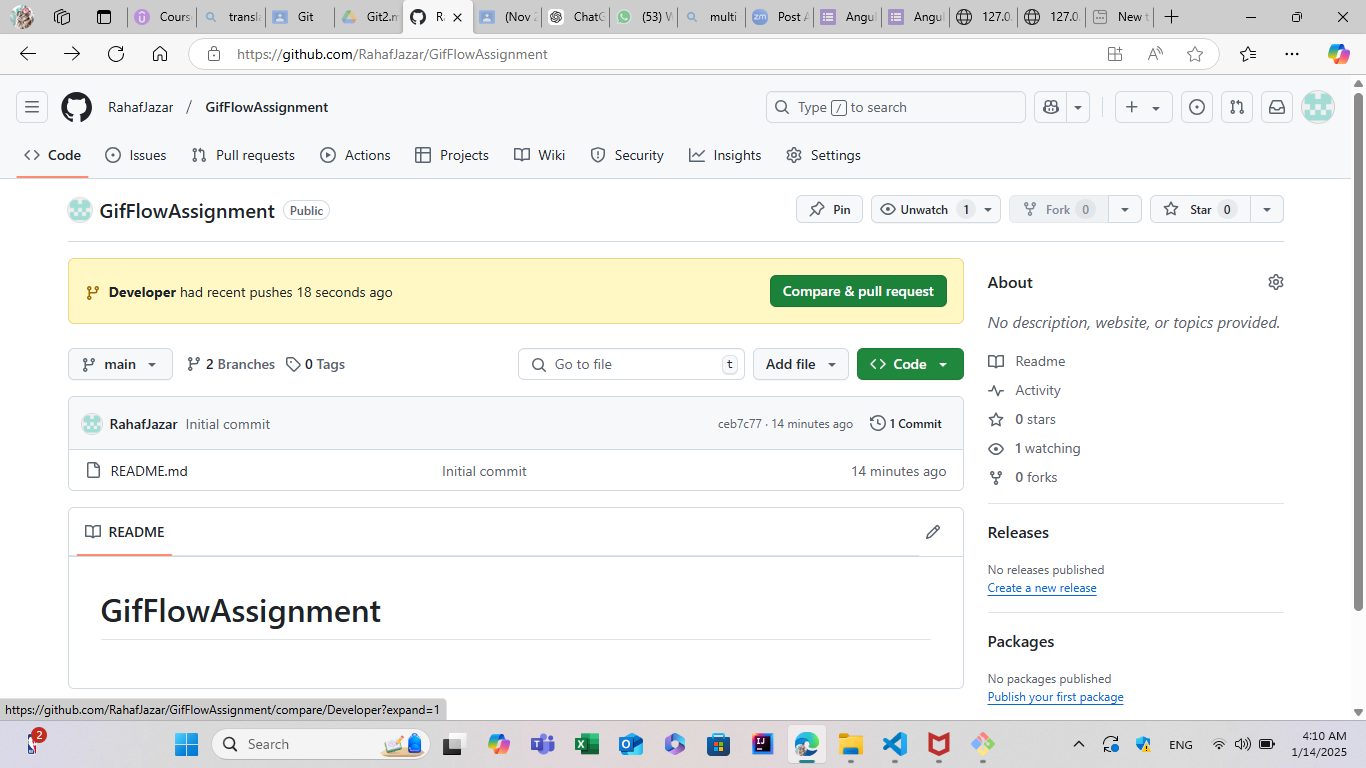 Cours
transla
Git
Git2.m
Ra
(Nov 2
ChatG
(53) W
multi
zm Post A
Angul
Angul
127.0.
127.0.
New t
https://github.com/RahafJazar/GifFlowAssignment
RahafJazar / GifFlowAssignment
Type / to search
Code Issues Pull requests Actions Projects Wiki Security Insights Settings
GifFlowAssignment Public
Pin Unwatch 1 Fork 0 Star 0
Developer had recent pushes 18 seconds ago Compare & pull request
main 2 Branches 0 Tags Go to file t Add file Code
RahafJazar Initial commit ceb7c77 · 14 minutes ago 1 Commit
README.md Initial commit 14 minutes ago
README
GifFlowAssignment
About
No description, website, or topics provided.
Readme
Activity
0 stars
1 watching
0 forks
Releases
No releases published
Create a new release
Packages
No packages published
Publish your first package
https://github.com/RahafJazar/GifFlowAssignment/compare/Developer?expand=1
2
Search
ENG
4:10 AM
1/14/2025